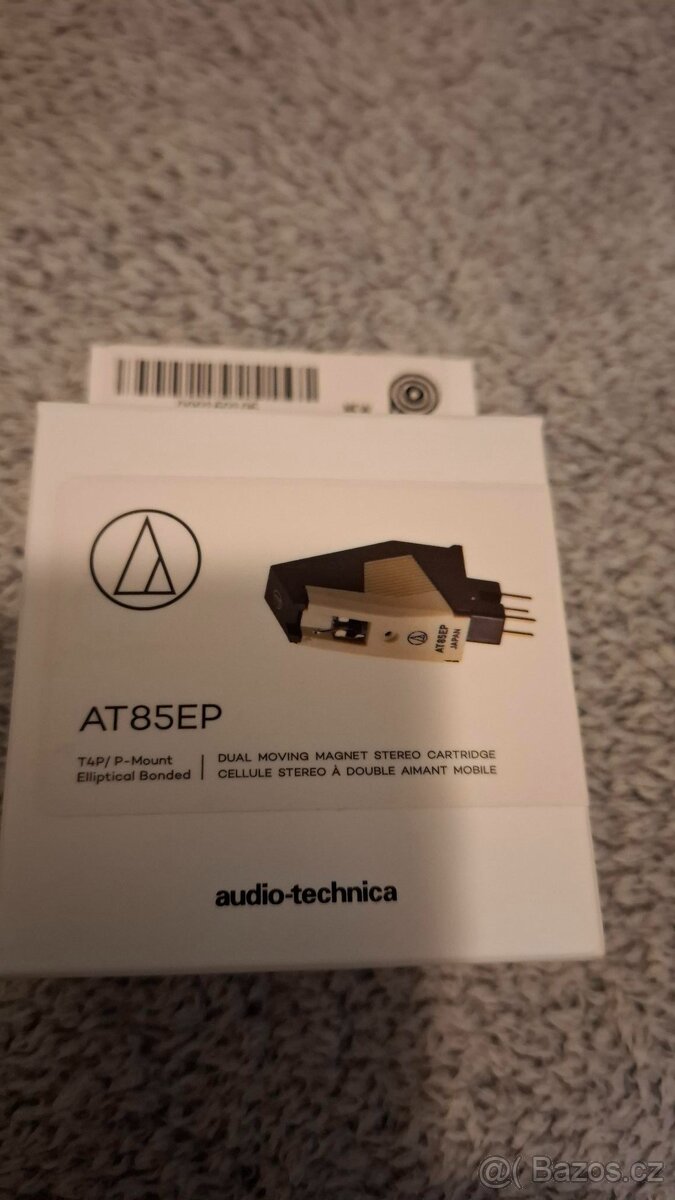 AT85EP
JAPAN
AT85EP
T4P/ P-Mount
Elliptical Bonded
DUAL MOVING MAGNET STEREO CARTRIDGE
CELLULE STEREO À DOUBLE AIMANT MOBILE
audio-technica
@( Bazos.cz